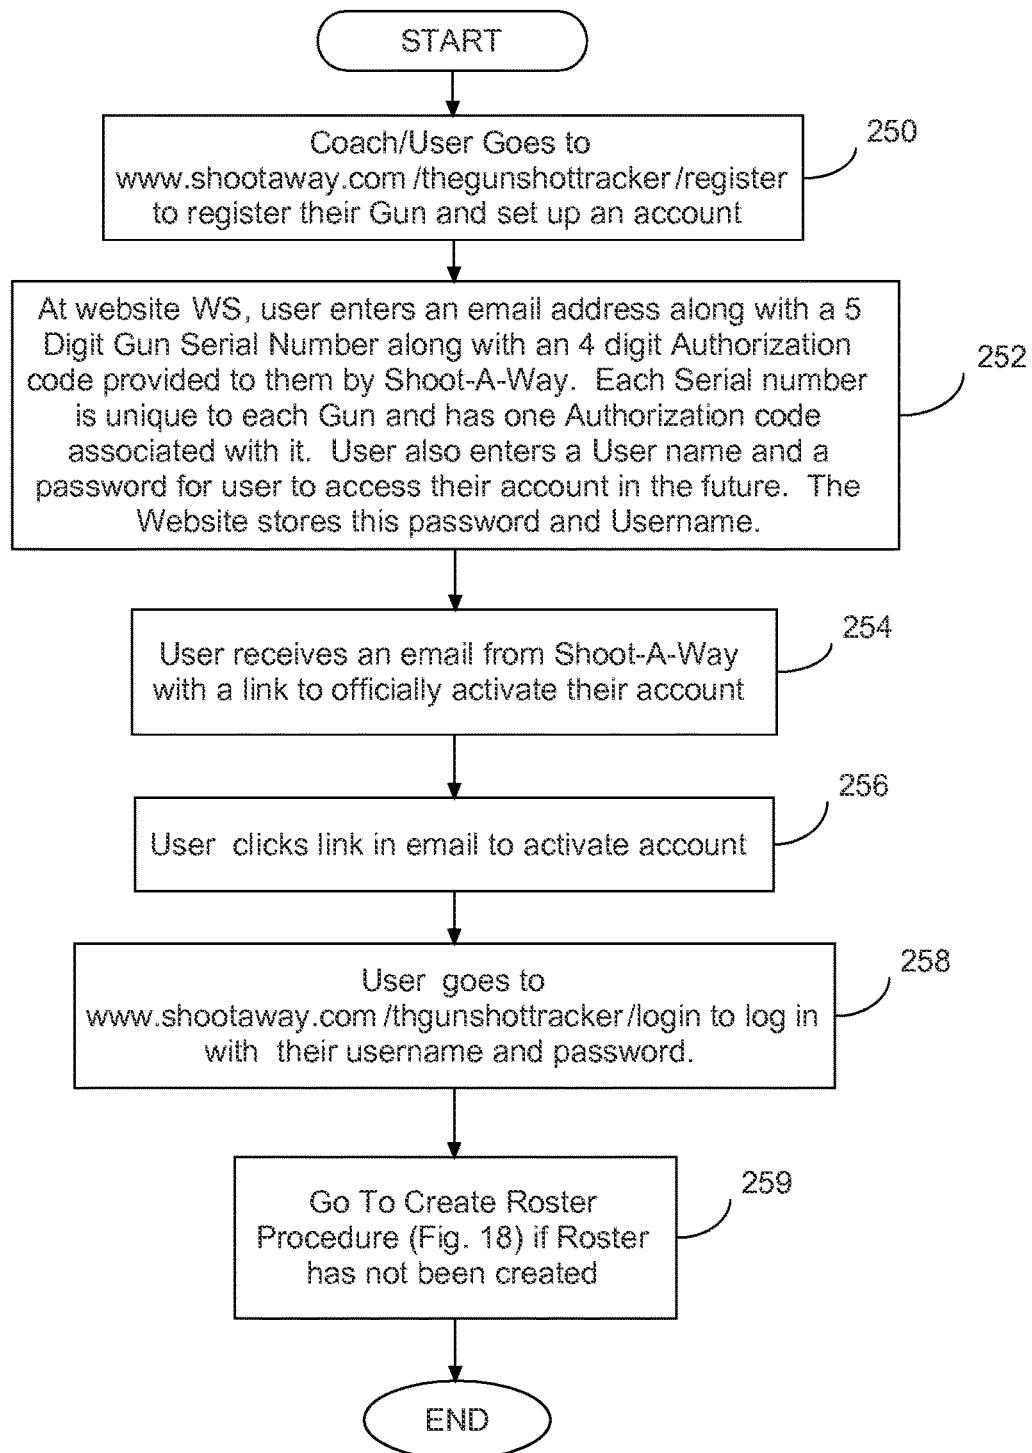 START
Coach/User Goes to
www.shootaway.com/thegunshottracker/register
to register their Gun and set up an account
250
At website WS, user enters an email address along with a 5
Digit Gun Serial Number along with an 4 digit Authorization
code provided to them by Shoot-A-Way. Each Serial number
is unique to each Gun and has one Authorization code
associated with it. User also enters a User name and a
password for user to access their account in the future. The
Website stores this password and Username.
252
User receives an email from Shoot-A-Way
with a link to officially activate their account
254
User clicks link in email to activate account
256
User goes to
www.shootaway.com/thgunshottracker/login to log in
with their username and password.
258
Go To Create Roster
Procedure (Fig. 18) if Roster
has not been created
259
END